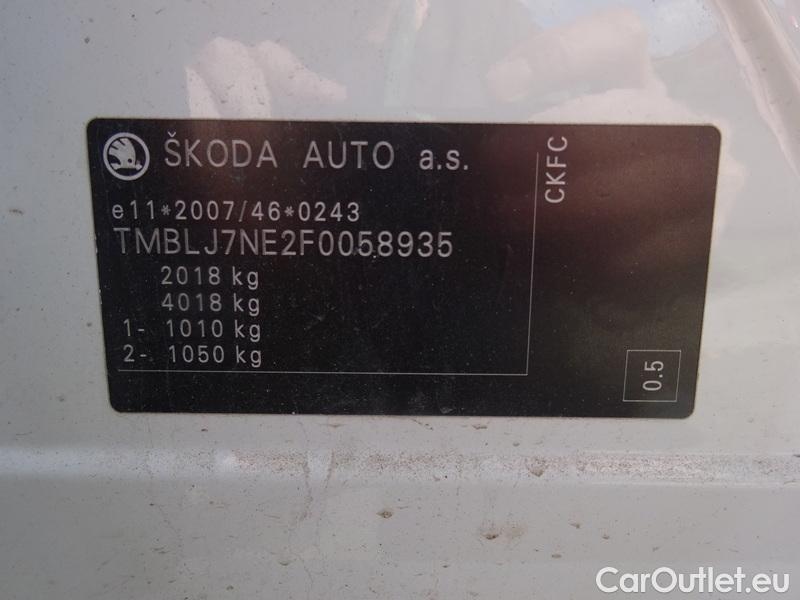 ŠKODA AUTO a.s.
e11*2007/46*0243
TMBLJ7NE2F0058935
2018 kg
4018 kg
1- 1010 kg
2- 1050 kg
CKFC
0.5
CarOutlet.eu